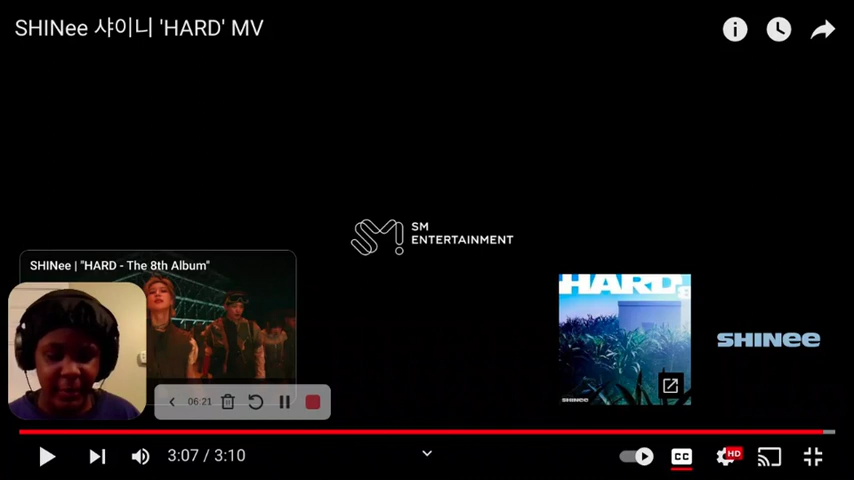 SHINee 샤이니 'HARD' MV
SM
ENTERTAINMENT
SHINee | "HARD - The 8th Album"
HARD
8
SHINee
SHINee
06:21
3:07 / 3:10
CC
HD